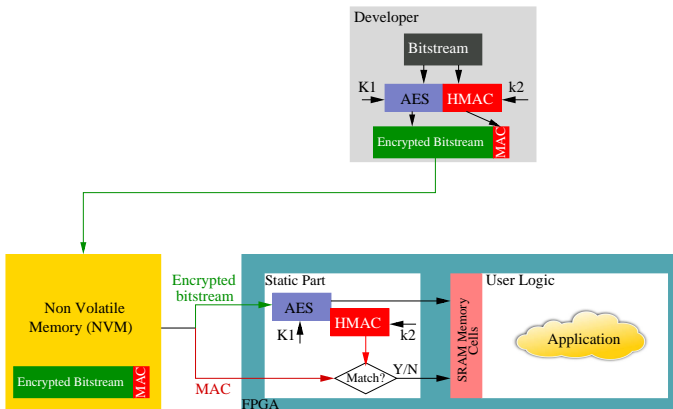 Developer
Bitstream
K1
AES
HMAC
k2
Encrypted Bitstream
MAC
Non Volatile
Memory (NVM)
Encrypted Bitstream
MAC
Encrypted
bitstream
MAC
FPGA
Static Part
AES
K1
HMAC
k2
Match?
Y/N
SRAM Memory
Cells
User Logic
Application